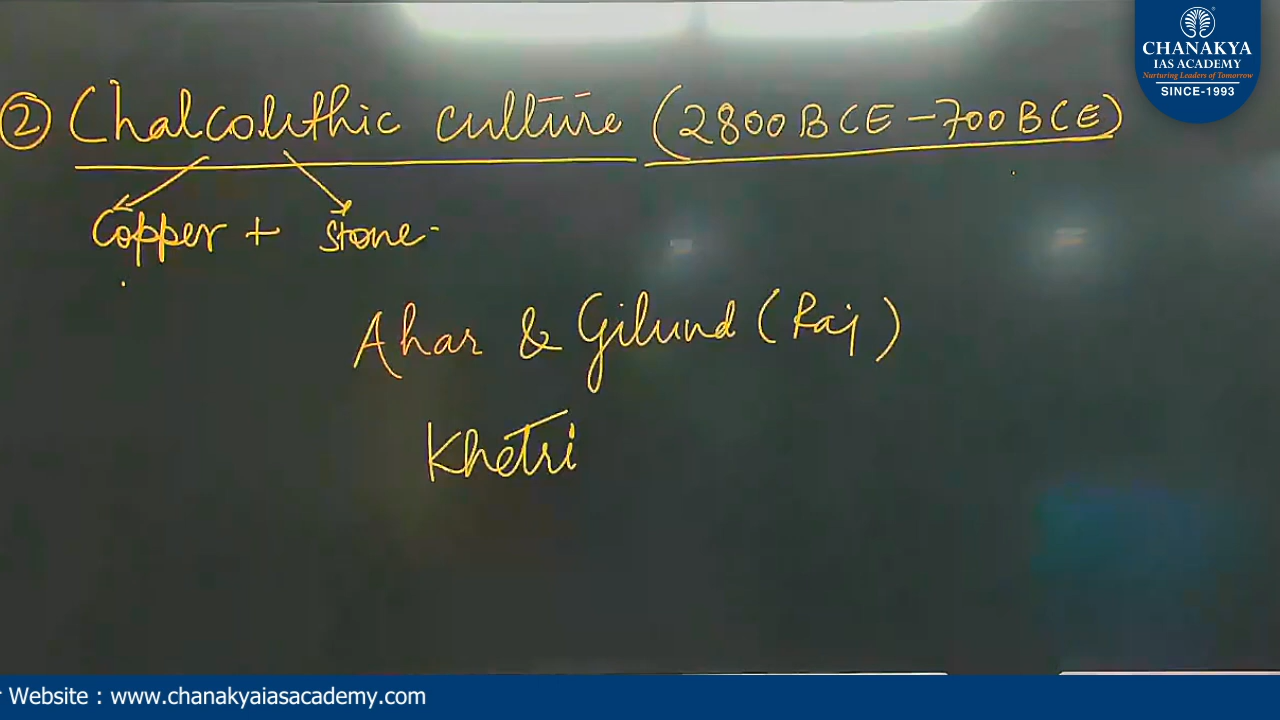 ② Chalcolithic culture (2800 BCE - 700 BCE)
Copper + stone
Ahar & Gilund (Raj)
Khetri
CHANAKYA
IAS ACADEMY
Nurturing Leaders of Tomorrow
SINCE-1993
r Website : www.chanakyaiasacademy.com